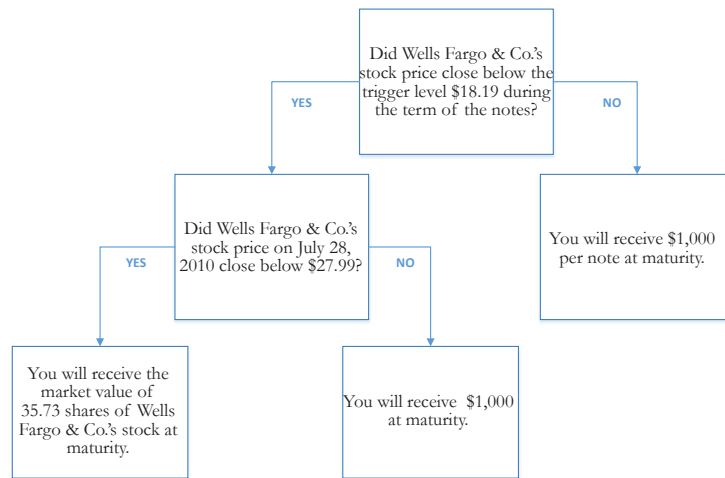 Did Wells Fargo & Co.'s
stock price close below the
trigger level $18.19 during
the term of the notes?
YES
NO
Did Wells Fargo & Co.'s
stock price on July 28,
2010 close below $27.99?
You will receive $1,000
per note at maturity.
YES
NO
You will receive the
market value of
35.73 shares of Wells
Fargo & Co.'s stock at
maturity.
You will receive $1,000
at maturity.